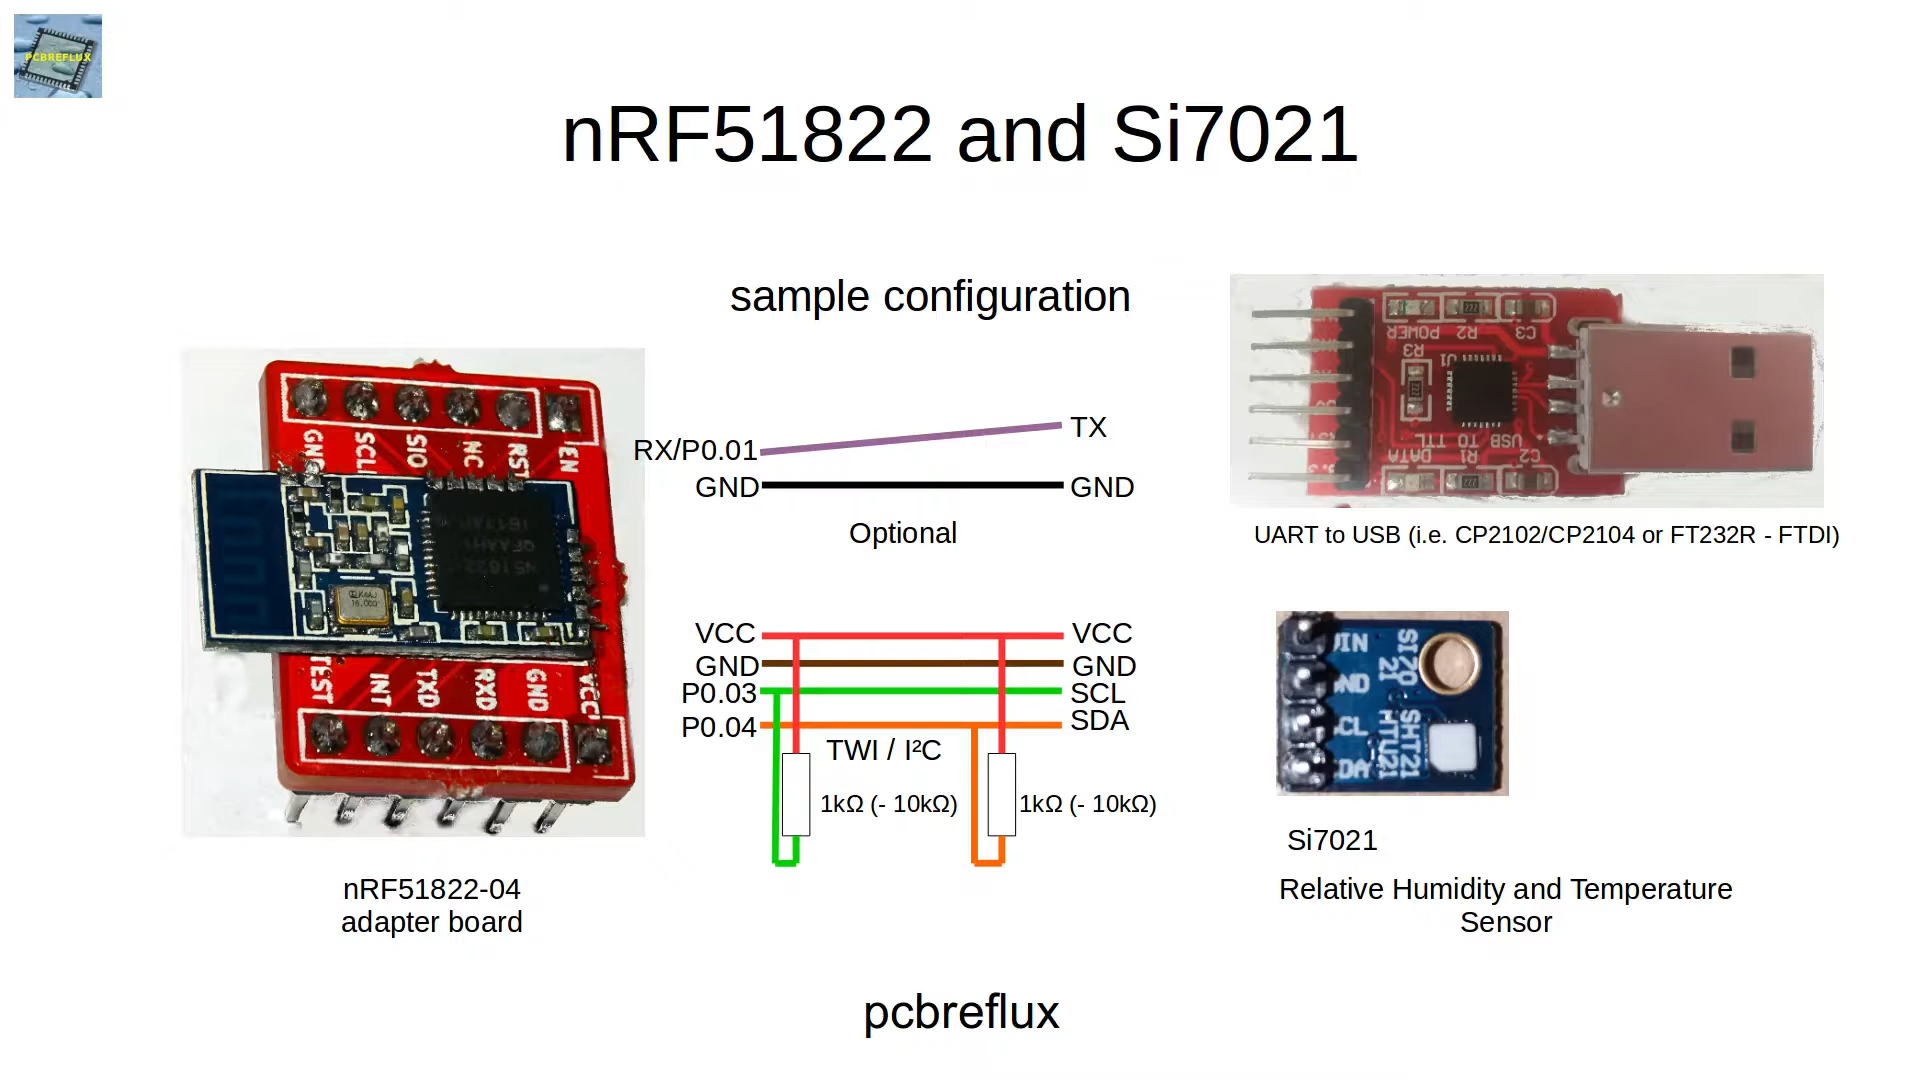 PCBREFLUX
nRF51822 and Si7021
sample configuration
GND SCL SIO NC RST EN
TEST INT TXD RXD GND VCC
RX/P0.01 TX
GND GND
Optional
POWER R2 C3
R3 U1
USB TO TTL
DATA R1 C2
UART to USB (i.e. CP2102/CP2104 or FT232R - FTDI)
VCC VCC
GND GND
P0.03 SCL
P0.04 SDA
TWI / I²C
1kΩ (- 10kΩ) 1kΩ (- 10kΩ)
SI70
21
SHT21
HTU21
Si7021
Relative Humidity and Temperature
Sensor
nRF51822-04
adapter board
pcbreflux